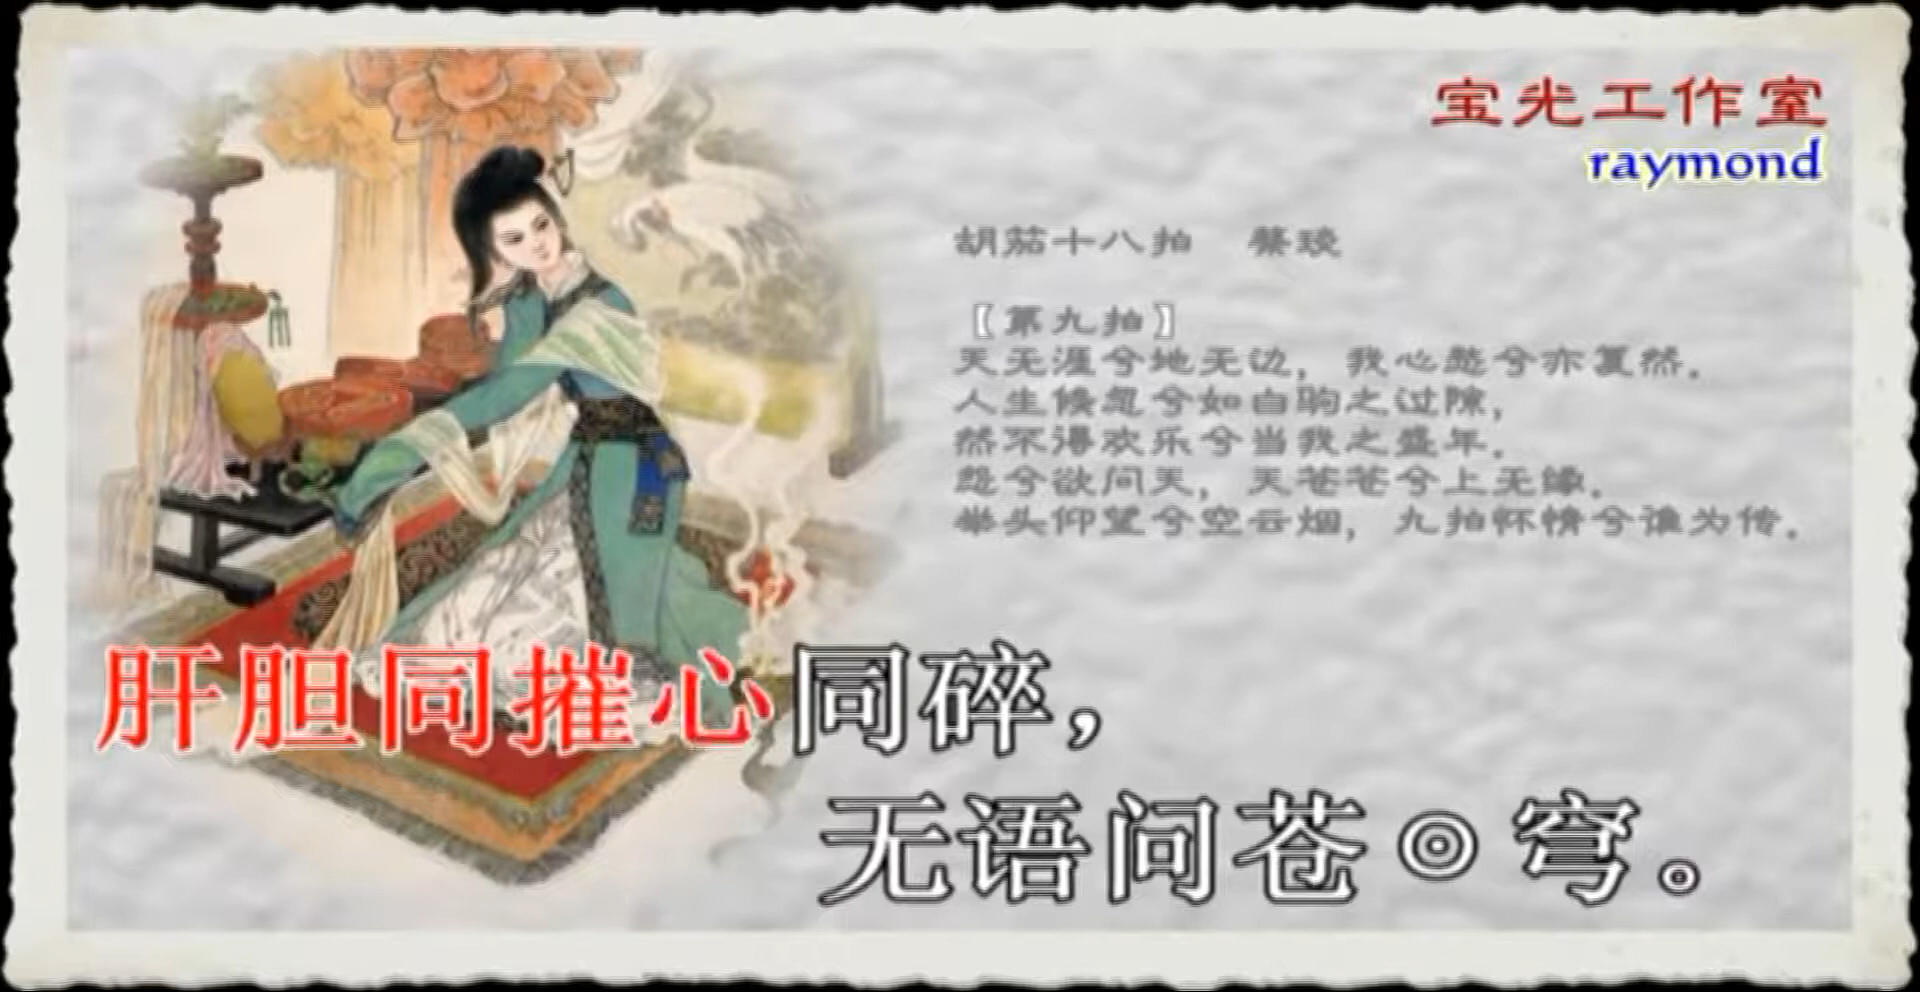 宝光工作室
raymond
胡茄十八拍　蔡琰
【第九拍】
天无涯兮地无边，我心愁兮亦复然．
人生倏忽兮如白驹之过隙，
然不得欢乐兮当我之盛年．
怨兮欲问天，天苍苍兮上无缘．
举头仰望兮空云烟，九拍怀情兮谁为传．
肝胆同摧心同碎，
无语问苍⊙穹。